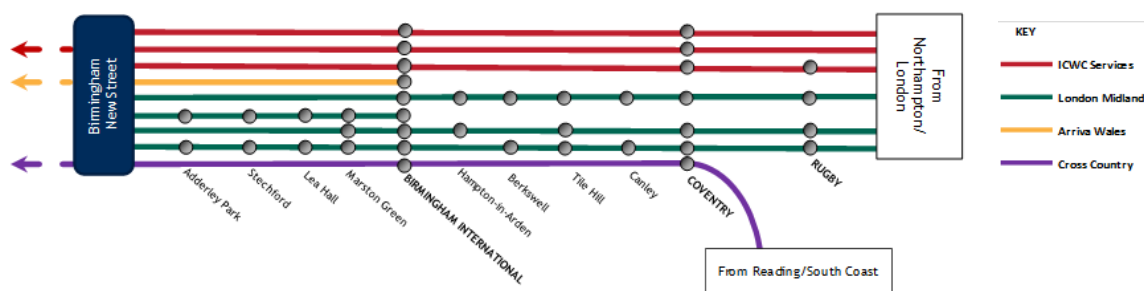 Birmingham
New Street
From
Northampton/
London
KEY
ICWC Services
London Midland
Arriva Wales
Cross Country
Adderley Park
Stechford
Lea Hall
Marston Green
BIRMINGHAM INTERNATIONAL
Hampton-in-Arden
Berkswell
Tile Hill
Canley
COVENTRY
RUGBY
From Reading/South Coast